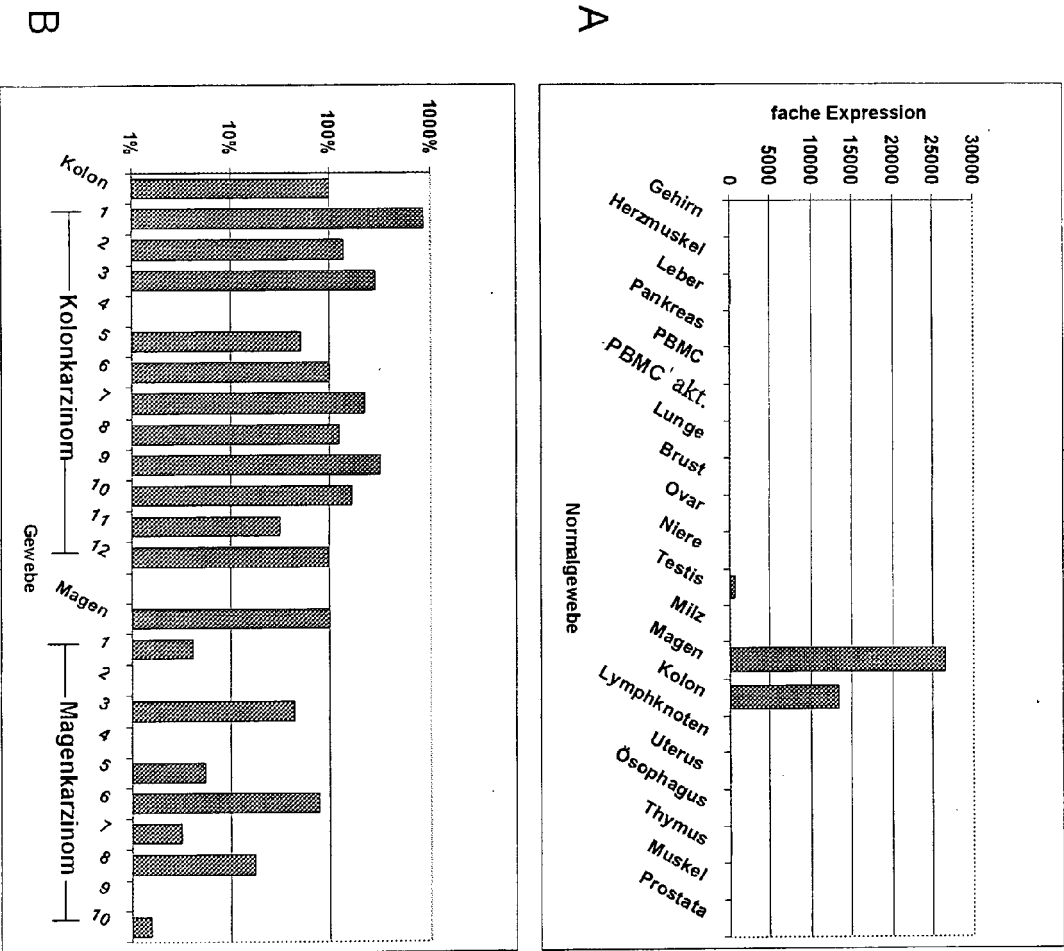 A
fache Expression
30000
25000
20000
15000
10000
5000
0
Gehirn
Herzmuskel
Leber
Pankreas
PBMC
PBMC akt.
Lunge
Brust
Ovar
Niere
Testis
Milz
Magen
Kolon
Lymphknoten
Uterus
Ösophagus
Thymus
Muskel
Prostata
Normalgewebe
B
1000%
100%
10%
1%
Kolon
1
2
3
4
5
6
7
8
9
10
11
12
Kolonkarzinom
Magen
1
2
3
4
5
6
7
8
9
10
Magenkarzinom
Gewebe